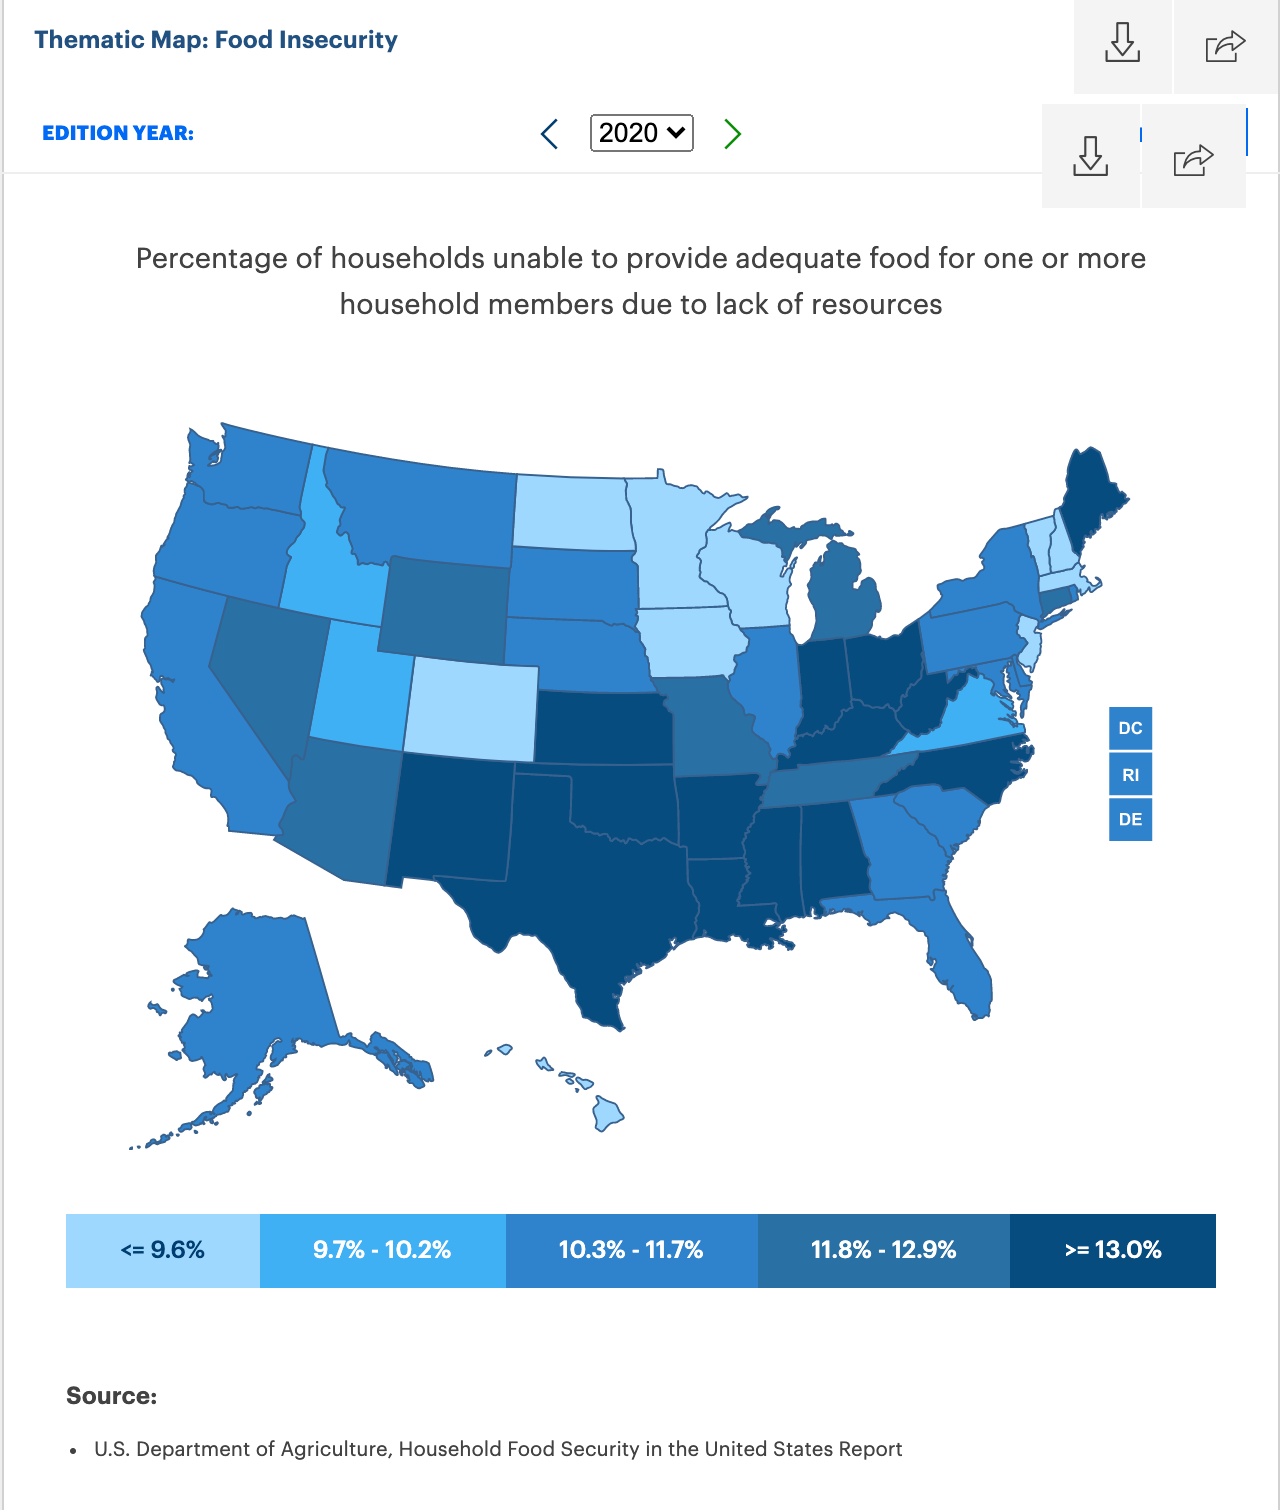 Thematic Map: Food Insecurity
EDITION YEAR:
2020
Percentage of households unable to provide adequate food for one or more
household members due to lack of resources
DC
RI
DE
<= 9.6%
9.7% - 10.2%
10.3% - 11.7%
11.8% - 12.9%
>= 13.0%
Source:
• U.S. Department of Agriculture, Household Food Security in the United States Report